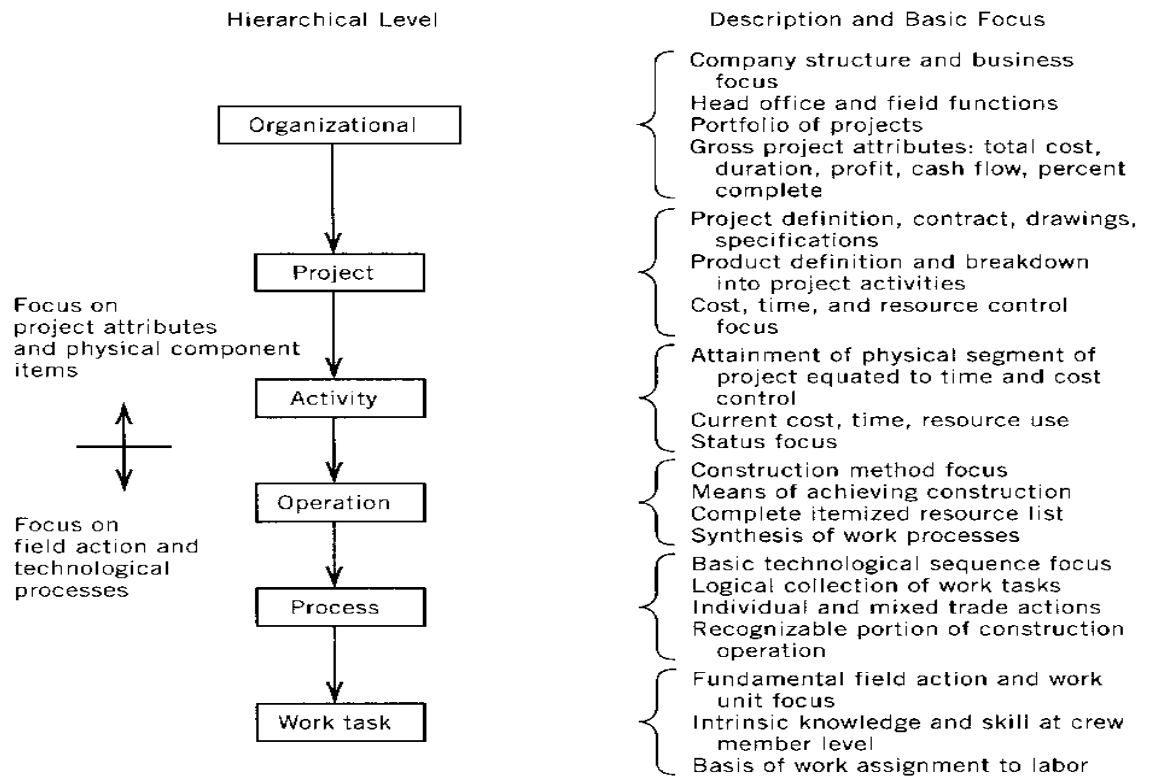 Hierarchical Level
Description and Basic Focus
Organizational
Company structure and business
focus
Head office and field functions
Portfolio of projects
Gross project attributes: total cost,
duration, profit, cash flow, percent
complete
Project
Project definition, contract, drawings,
specifications
Product definition and breakdown
into project activities
Cost, time, and resource control
focus
Focus on
project attributes
and physical component
items
Activity
Attainment of physical segment of
project equated to time and cost
control
Current cost, time, resource use
Status focus
Operation
Construction method focus
Means of achieving construction
Complete itemized resource list
Synthesis of work processes
Focus on
field action and
technological
processes
Process
Basic technological sequence focus
Logical collection of work tasks
Individual and mixed trade actions
Recognizable portion of construction
operation
Work task
Fundamental field action and work
unit focus
Intrinsic knowledge and skill at crew
member level
Basis of work assignment to labor